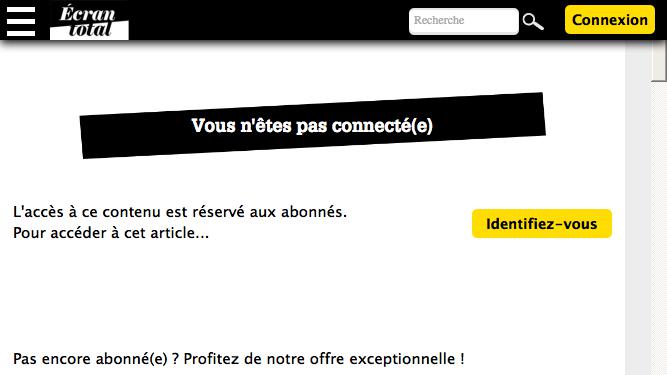 Écran
total
Recherche
Connexion
Vous n'êtes pas connecté(e)
L'accès à ce contenu est réservé aux abonnés.
Pour accéder à cet article...
Identifiez-vous
Pas encore abonné(e) ? Profitez de notre offre exceptionnelle !